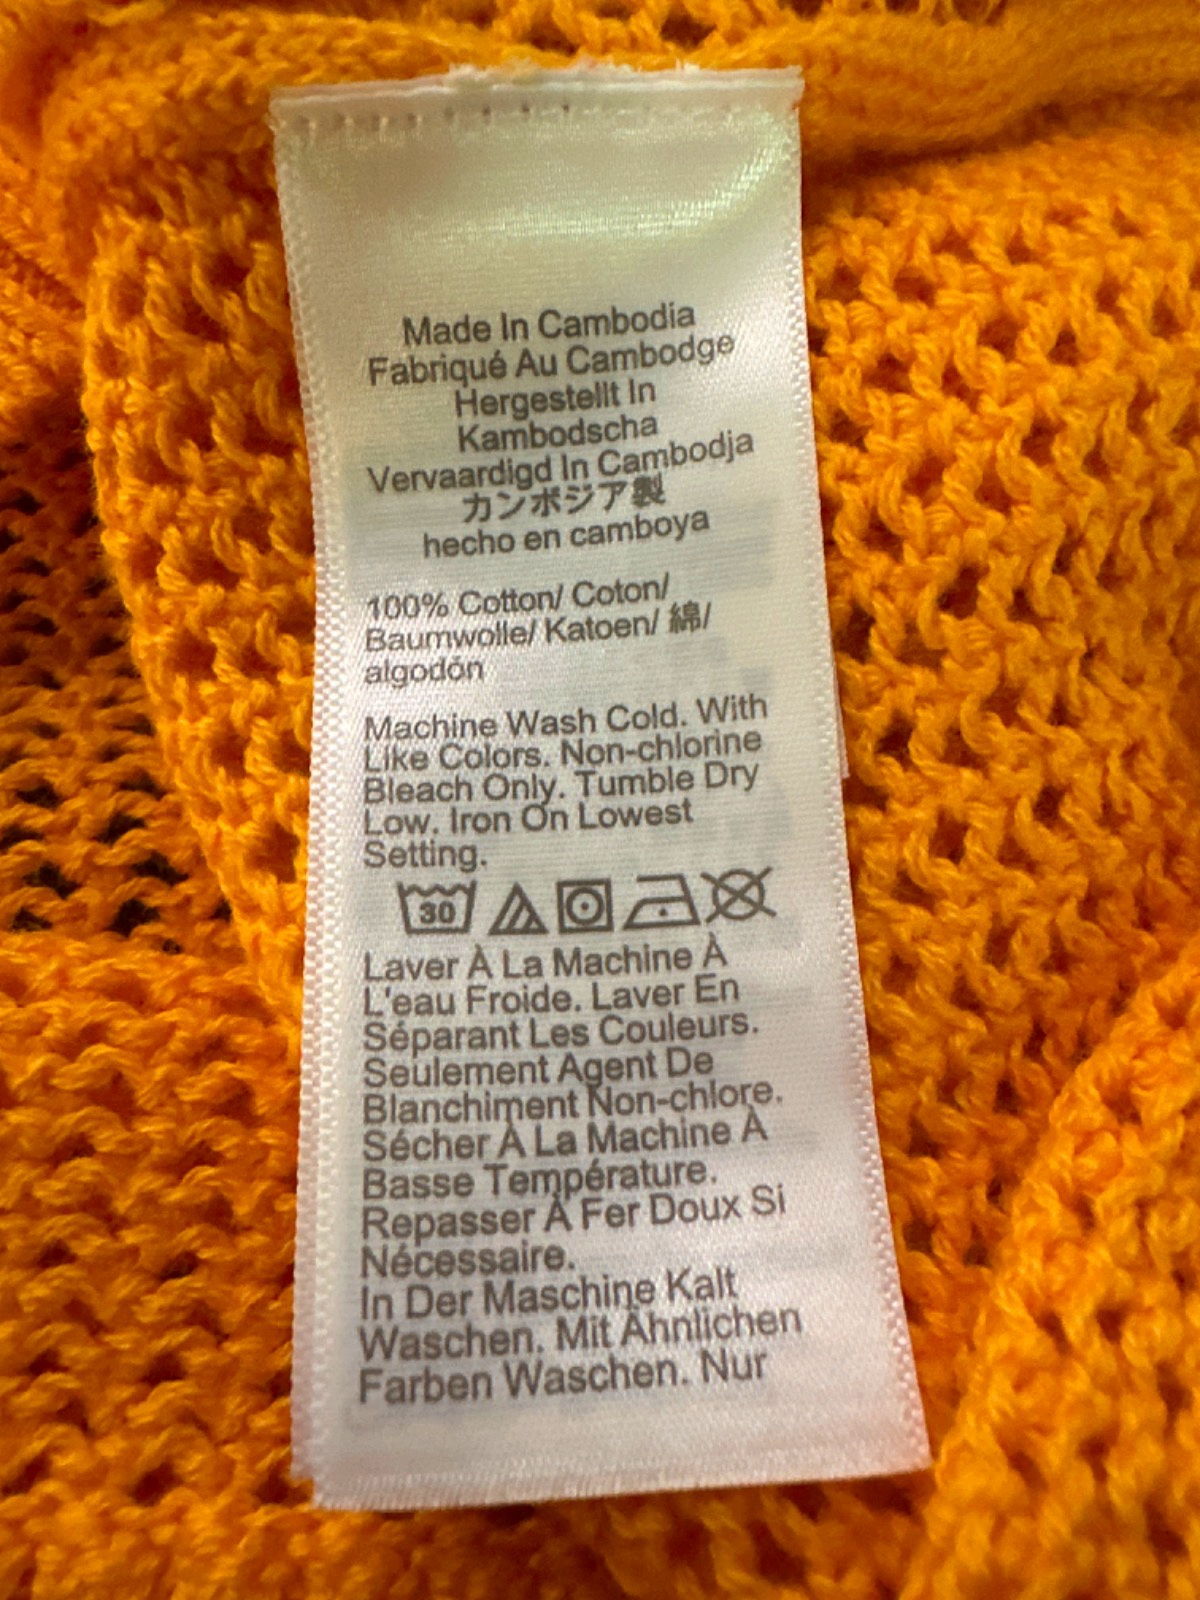 Made In Cambodia
Fabriqué Au Cambodge
Hergestellt In
Kambodscha
Vervaardigd In Cambodja
カンボジア製
hecho en camboya
100% Cotton/ Coton/
Baumwolle/ Katoen/ 綿/
algodón
Machine Wash Cold. With
Like Colors. Non-chlorine
Bleach Only. Tumble Dry
Low. Iron On Lowest
Setting.
30
Laver À La Machine À
L'eau Froide. Laver En
Séparant Les Couleurs.
Seulement Agent De
Blanchiment Non-chlore.
Sécher À La Machine À
Basse Température.
Repasser À Fer Doux Si
Nécessaire.
In Der Maschine Kalt
Waschen. Mit Ähnlichen
Farben Waschen. Nur